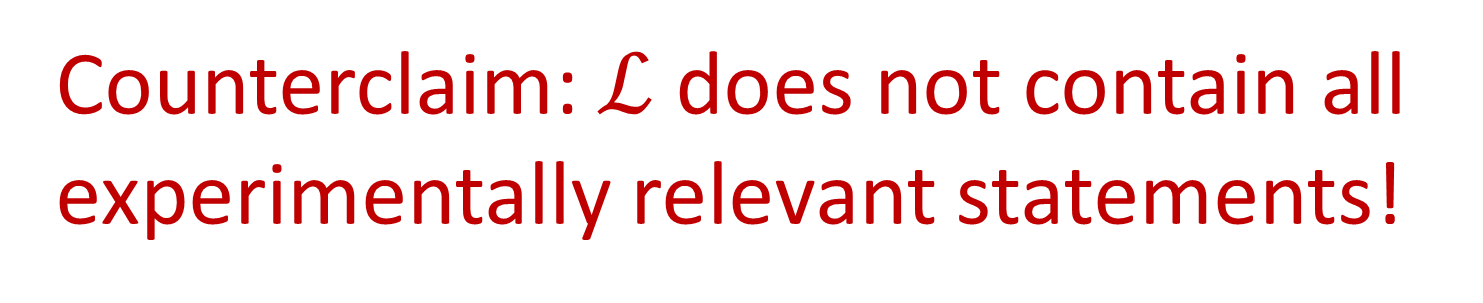 Counterclaim: ℒ does not contain all
experimentally relevant statements!